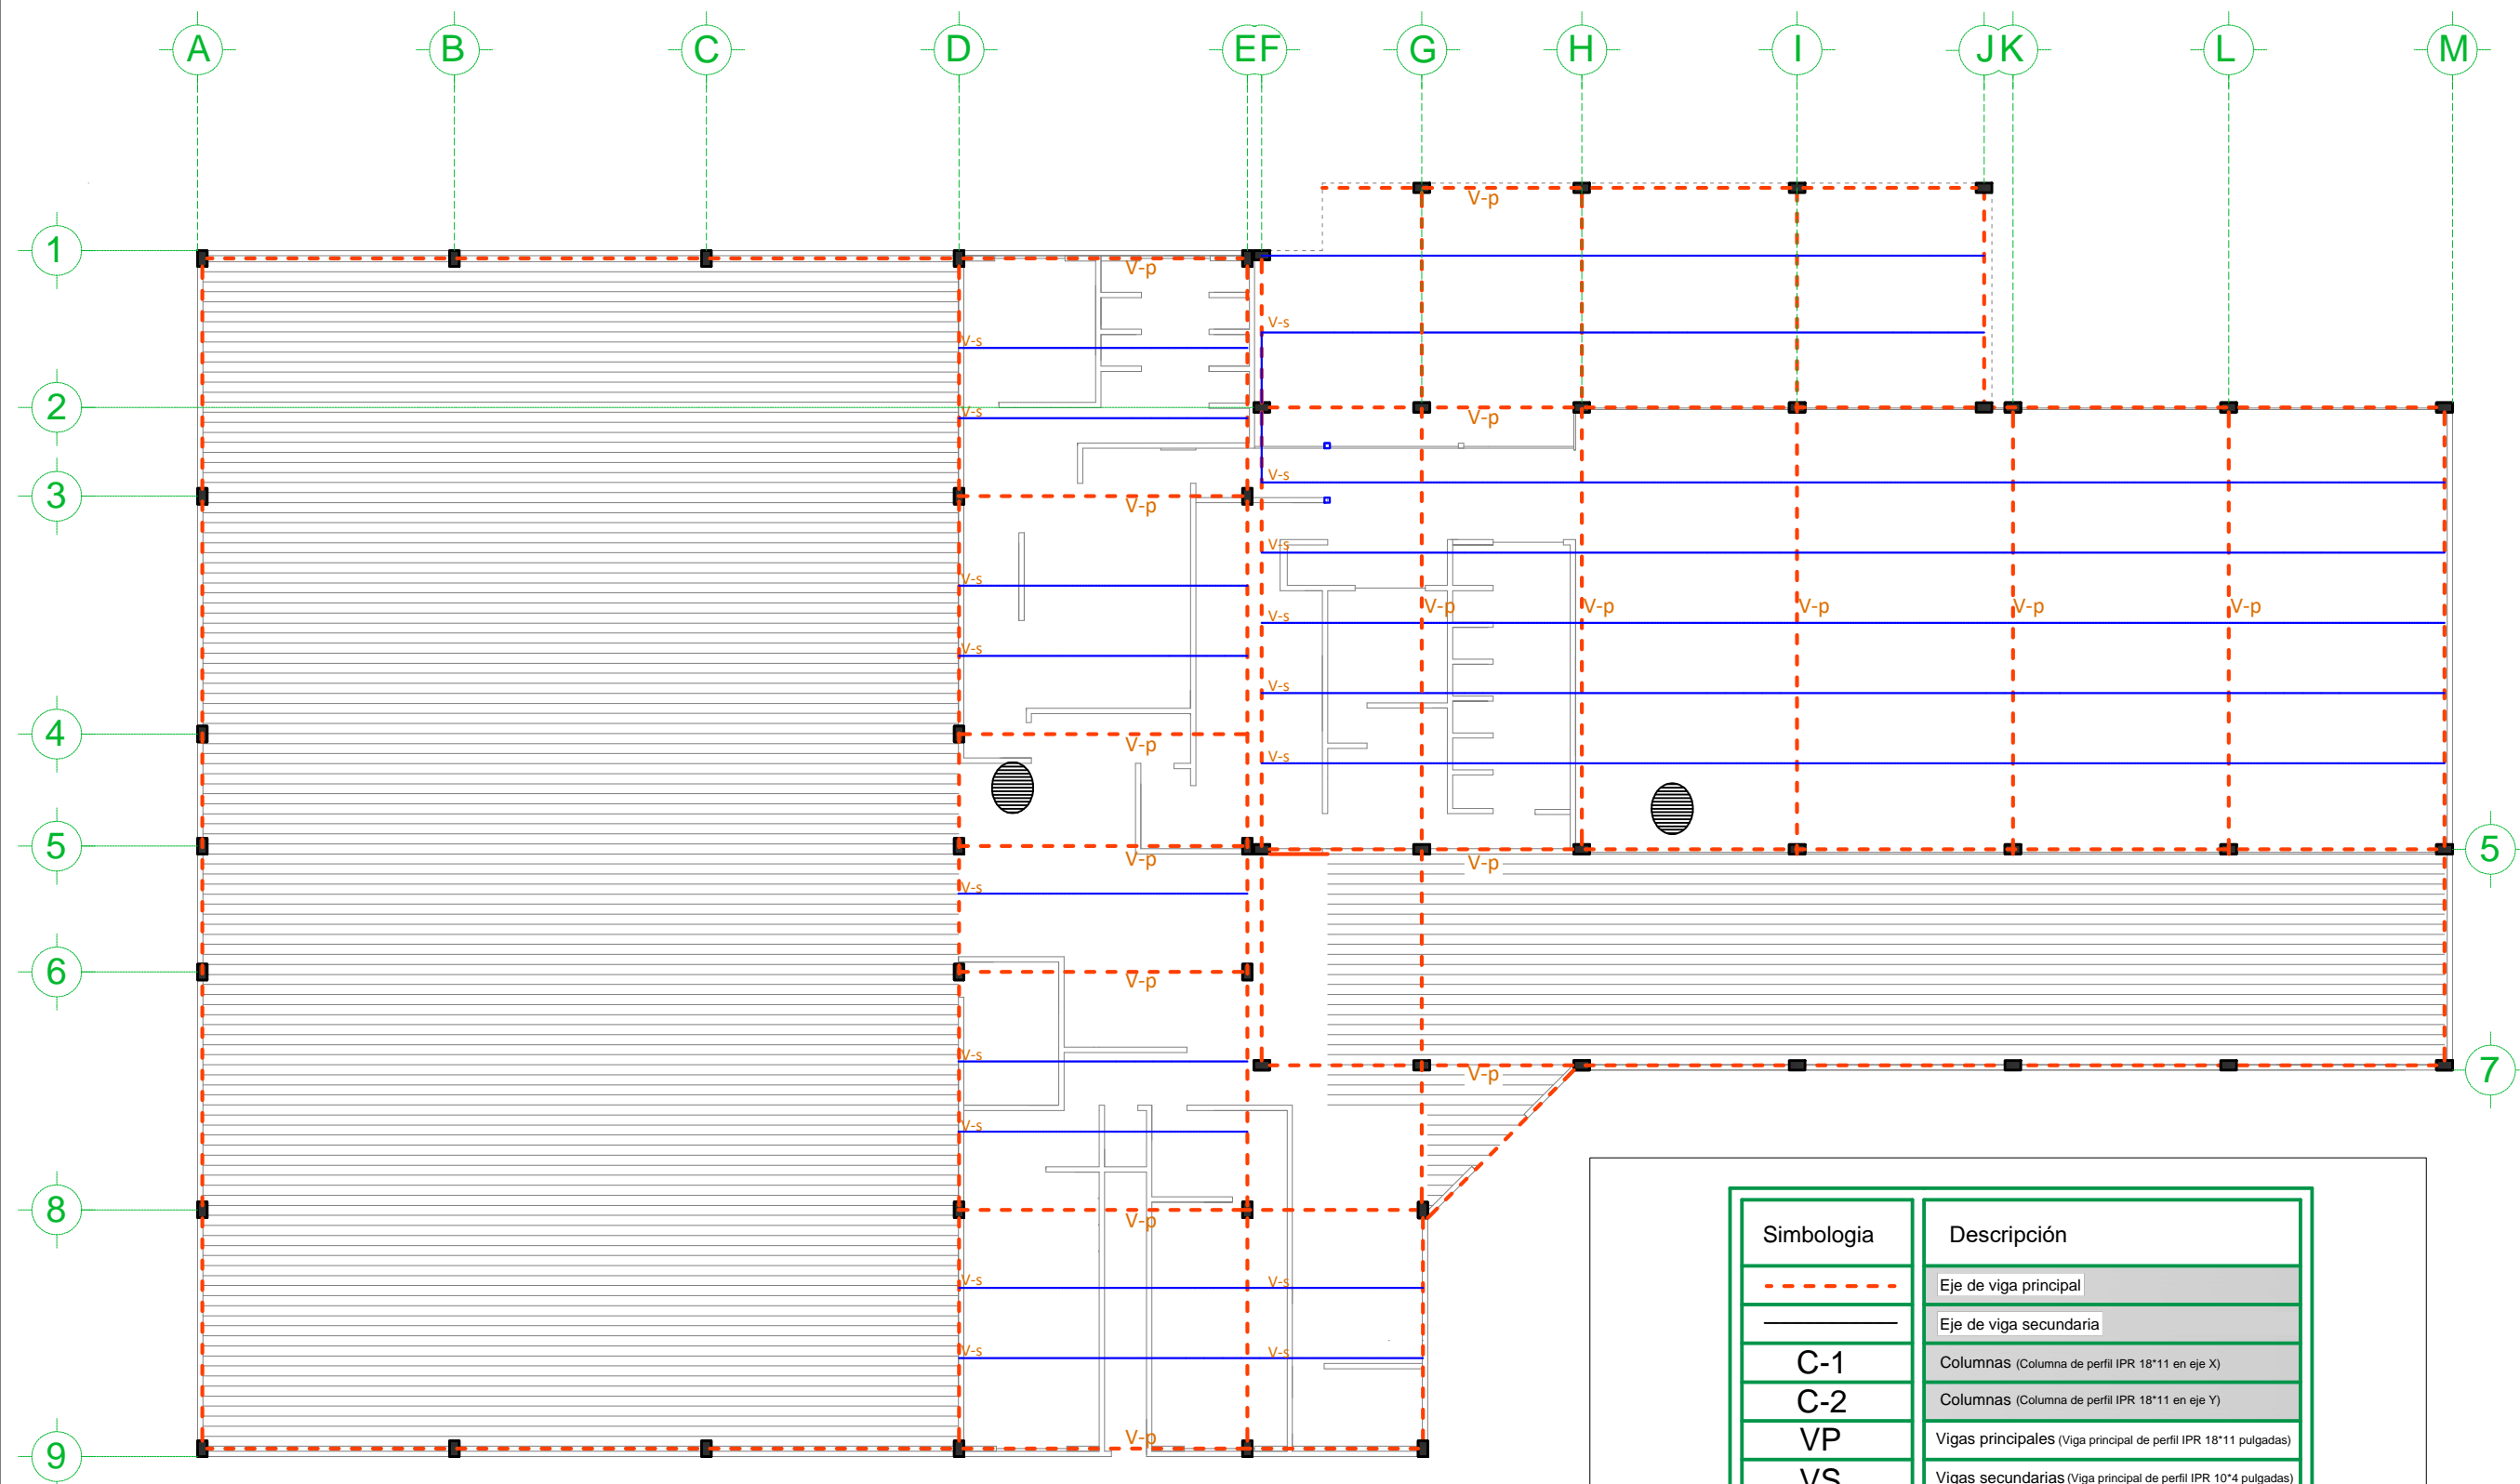 A B C D E F G H I J K L M
1
V-p
V-p
V-s
V-s
2
V-s
V-p
3
V-s
V-p
V-s
V-s
V-p V-p V-p V-p V-p
V-s
V-s
V-s
4
V-p
V-s
5
V-p
V-p
5
V-s
6
V-p
V-s
V-p
7
V-s
8
V-p
V-s V-s
V-s V-s
V-p
9
Simbologia Descripción
Eje de viga principal
Eje de viga secundaria
C-1 Columnas (Columna de perfil IPR 18*11 en eje X)
C-2 Columnas (Columna de perfil IPR 18*11 en eje Y)
VP Vigas principales (Viga principal de perfil IPR 18*11 pulgadas)
VS Vigas secundarias (Viga principal de perfil IPR 10*4 pulgadas)